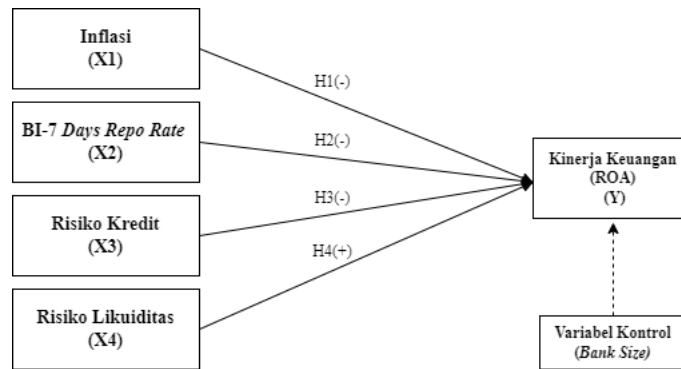 Inflasi
(X1)
BI-7 Days Repo Rate
(X2)
Risiko Kredit
(X3)
Risiko Likuiditas
(X4)
H1(-)
H2(-)
H3(-)
H4(+)
Kinerja Keuangan
(ROA)
(Y)
Variabel Kontrol
(Bank Size)